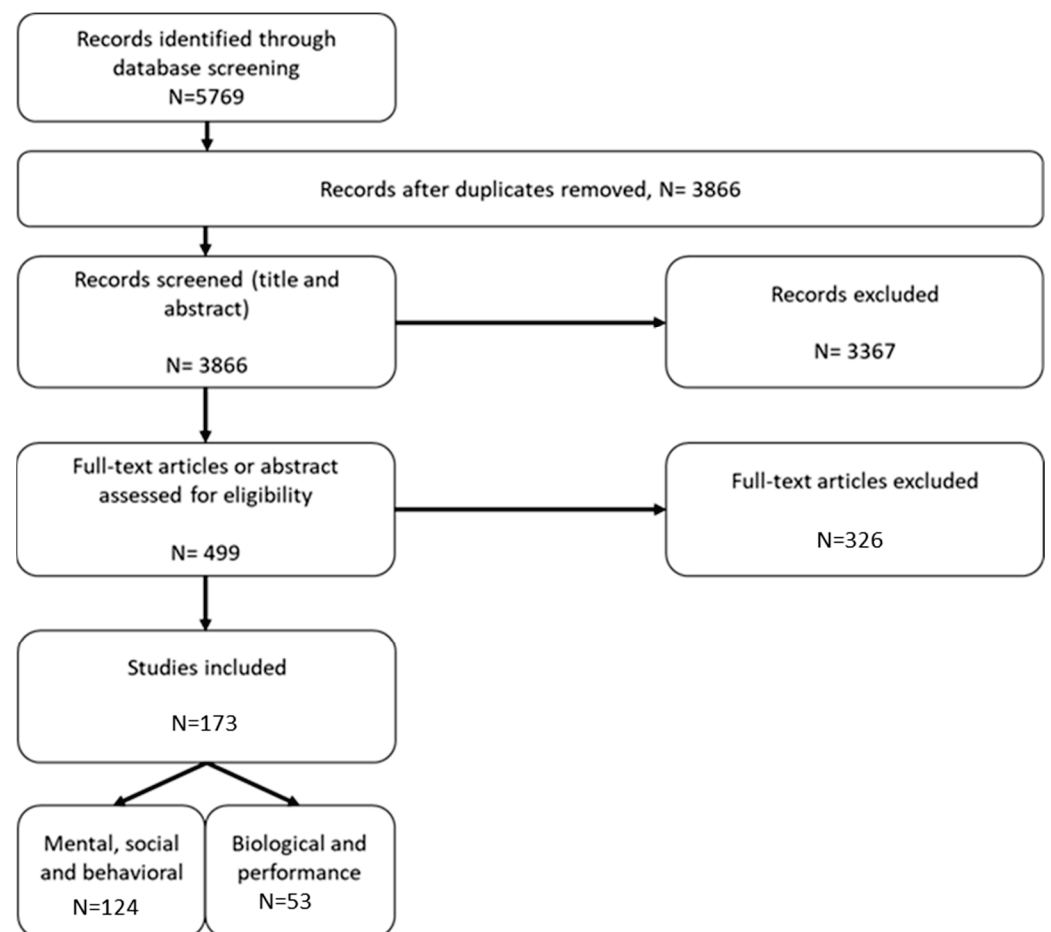 Records identified through
database screening
N=5769
Records after duplicates removed, N= 3866
Records screened (title and
abstract)
N= 3866
Records excluded
N= 3367
Full-text articles or abstract
assessed for eligibility
N= 499
Full-text articles excluded
N=326
Studies included
N=173
Mental, social
and behavioral
N=124
Biological and
performance
N=53